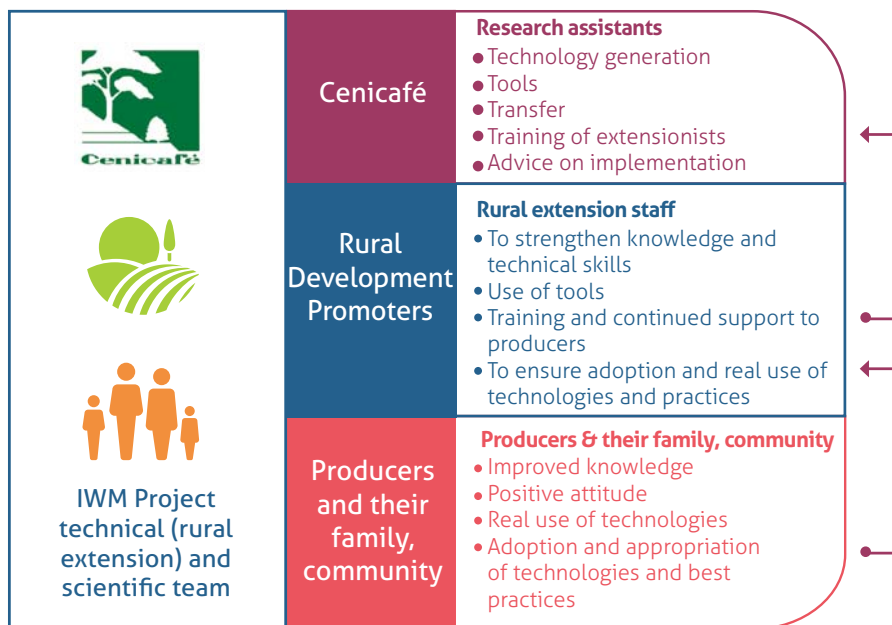 Cenicafé
IWM Project
technical (rural
extension) and
scientific team
Cenicafé
Research assistants
• Technology generation
• Tools
• Transfer
• Training of extensionists
• Advice on implementation
Rural
Development
Promoters
Rural extension staff
• To strengthen knowledge and
technical skills
• Use of tools
• Training and continued support to
producers
• To ensure adoption and real use of
technologies and practices
Producers
and their
family,
community
Producers & their family, community
• Improved knowledge
• Positive attitude
• Real use of technologies
• Adoption and appropriation
of technologies and best
practices